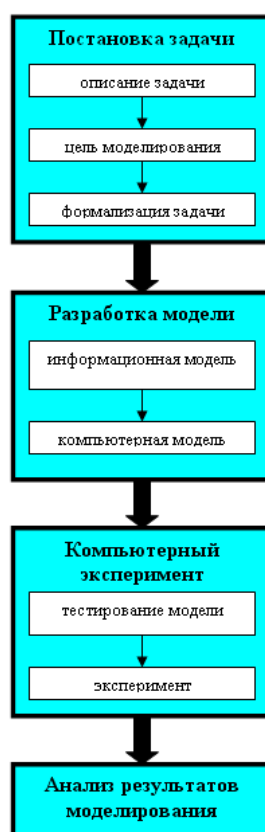 Постановка задачи
описание задачи
цель моделирования
формализация задачи
Разработка модели
информационная модель
компьютерная модель
Компьютерный
эксперимент
тестирование модели
эксперимент
Анализ результатов
моделирования